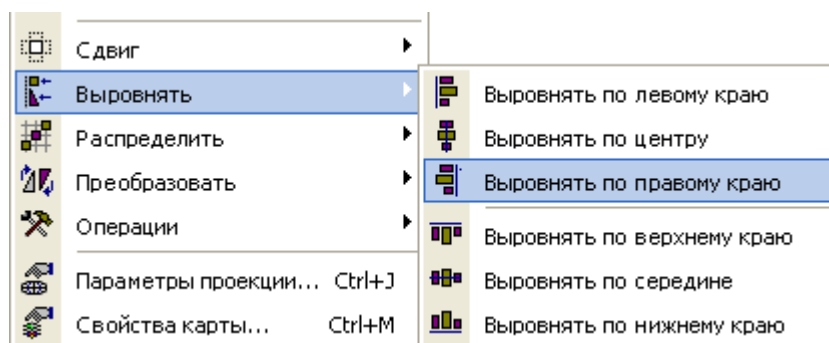 Сдвиг
Выровнять
Распределить
Преобразовать
Операции
Параметры проекции... Ctrl+J
Свойства карты... Ctrl+M
Выровнять по левому краю
Выровнять по центру
Выровнять по правому краю
Выровнять по верхнему краю
Выровнять по середине
Выровнять по нижнему краю